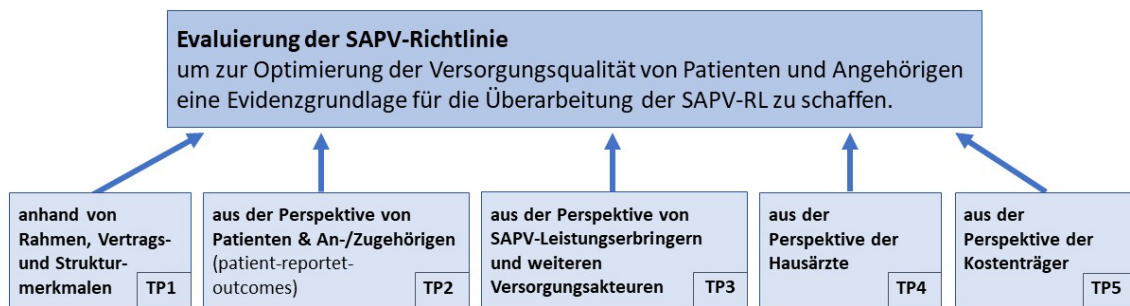 Evaluierung der SAPV-Richtlinie
um zur Optimierung der Versorgungsqualität von Patienten und Angehörigen
eine Evidenzgrundlage für die Überarbeitung der SAPV-RL zu schaffen.
anhand von
Rahmen, Vertrags-
und Struktur-
merkmalen
TP1
aus der Perspektive von
Patienten & An-/Zugehörigen
(patient-reportet-
outcomes)
TP2
aus der Perspektive von
SAPV-Leistungserbringern
und weiteren
Versorgungsakteuren
TP3
aus der
Perspektive der
Hausärzte
TP4
aus der
Perspektive der
Kostenträger
TP5